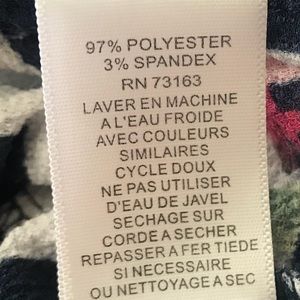 97% POLYESTER
3% SPANDEX
RN 73163
LAVER EN MACHINE
A L'EAU FROIDE
AVEC COULEURS
SIMILAIRES
CYCLE DOUX
NE PAS UTILISER
D'EAU DE JAVEL
SECHAGE SUR
CORDE A SECHER
REPASSER A FER TIEDE
SI NECESSAIRE
OU NETTOYAGE A SEC